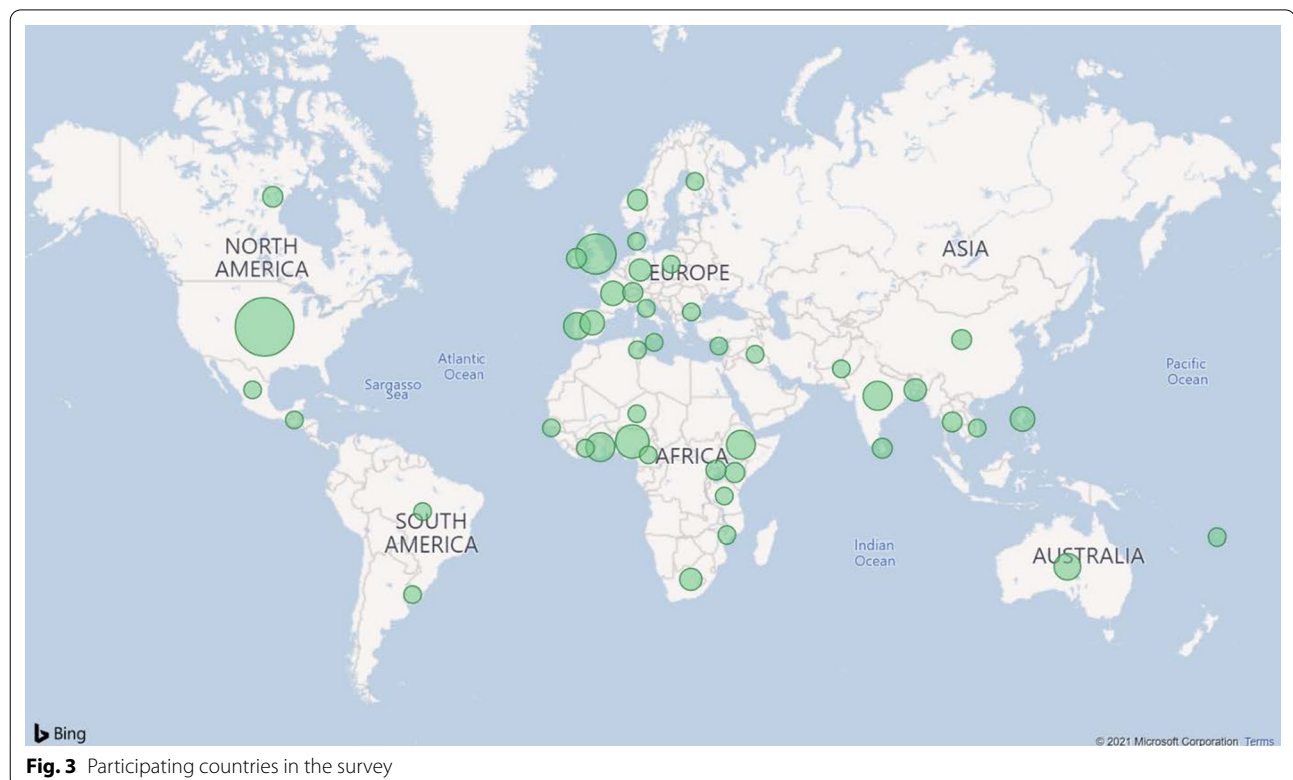 NORTH
AMERICA
EUROPE
ASIA
Atlantic
Ocean
Sargasso
Sea
Pacific
Ocean
AFRICA
SOUTH
AMERICA
Indian
Ocean
AUSTRALIA
Bing
© 2021 Microsoft Corporation Terms
Fig. 3 Participating countries in the survey